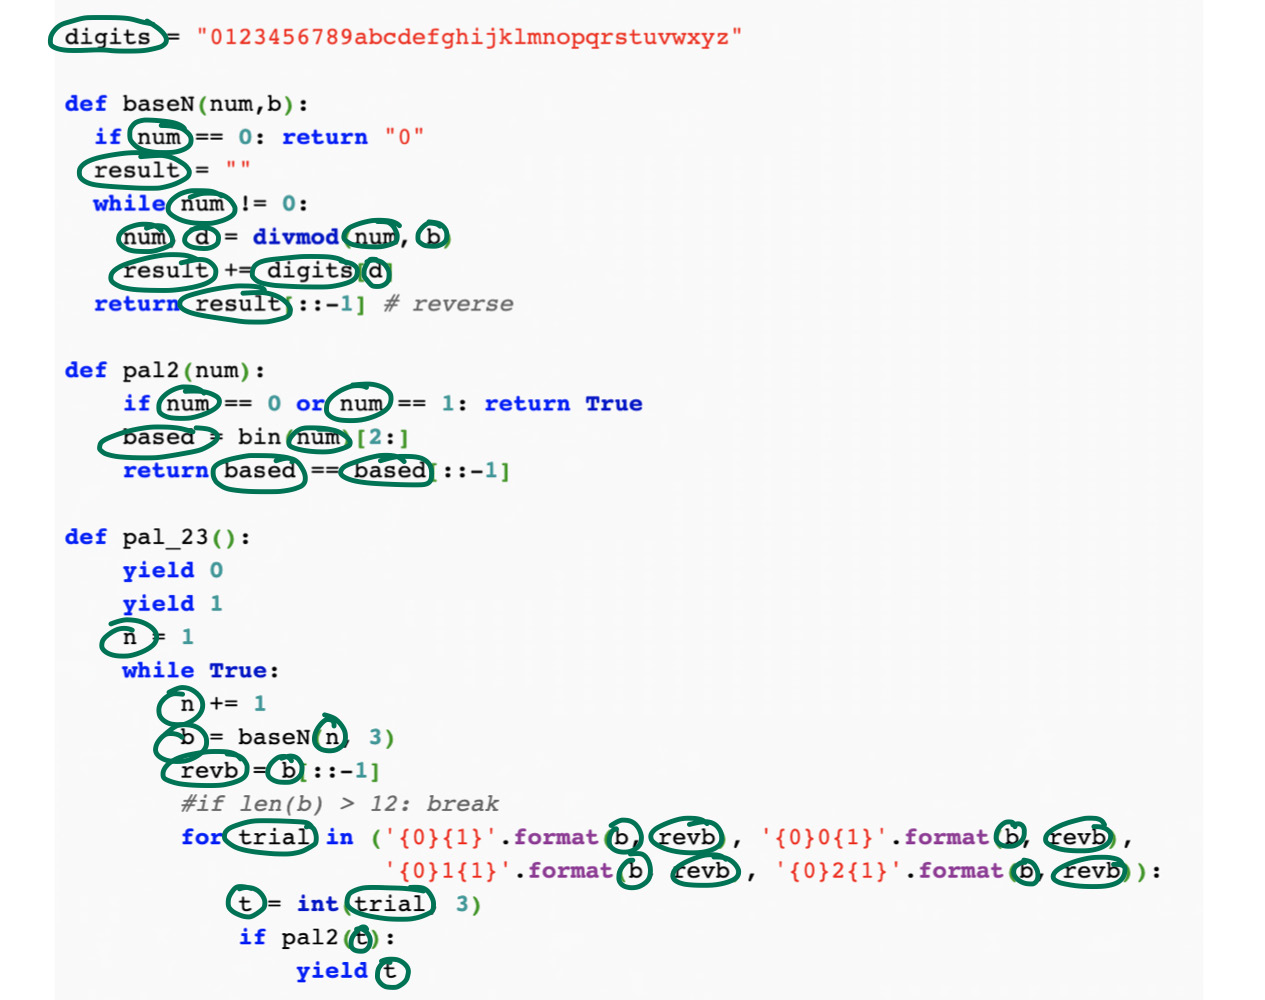 digits = "0123456789abcdefghijklmnopqrstuvwxyz"
def baseN(num,b):
  if num == 0: return "0"
  result = ""
  while num != 0:
    num, d = divmod(num, b)
    result += digits[d]
  return result[::-1] # reverse
def pal2(num):
    if num == 0 or num == 1: return True
    based = bin(num)[2:]
    return based == based[::-1]
def pal_23():
    yield 0
    yield 1
    n = 1
    while True:
        n += 1
        b = baseN(n, 3)
        revb = b[::-1]
        #if len(b) > 12: break
        for trial in ('{0}{1}'.format(b, revb), '{0}0{1}'.format(b, revb),
                      '{0}1{1}'.format(b, revb), '{0}2{1}'.format(b, revb)):
            t = int(trial, 3)
            if pal2(t):
                yield t